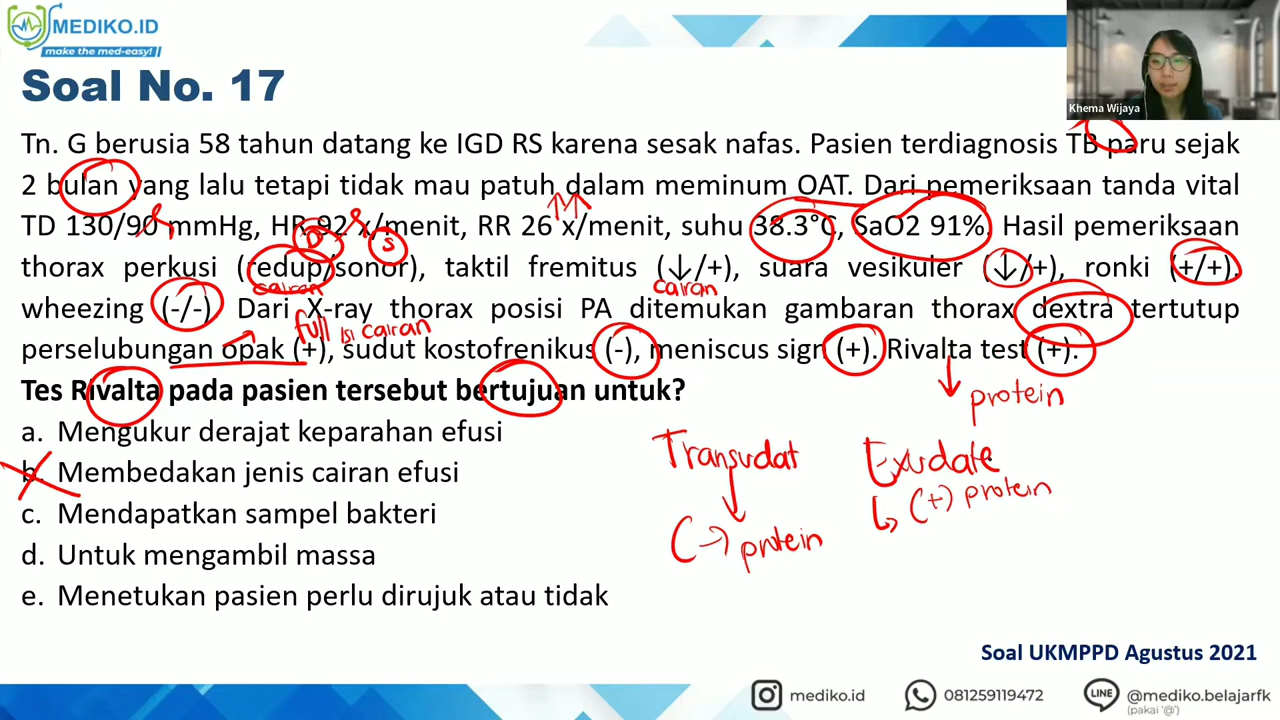 MEDIKO.ID
make the med-easy!
Khema Wijaya
Soal No. 17
Tn. G berusia 58 tahun datang ke IGD RS karena sesak nafas. Pasien terdiagnosis TB paru sejak
2 bulan yang lalu tetapi tidak mau patuh dalam meminum OAT. Dari pemeriksaan tanda vital
TD 130/90 mmHg, HR 92 x/menit, RR 26 x/menit, suhu 38.3°C, SaO2 91%. Hasil pemeriksaan
D S
thorax perkusi (redup/sonor), taktil fremitus (↓/+), suara vesikuler (↓/+), ronki (+/+),
cairan cairan
wheezing (-/-) Dari X-ray thorax posisi PA ditemukan gambaran thorax dextra tertutup
full isi cairan
perselubungan opak (+), sudut kostofrenikus (-), meniscus sign (+). Rivalta test (+).
Tes Rivalta pada pasien tersebut bertujuan untuk?
protein
a. Mengukur derajat keparahan efusi
Transudat Exudate
b. Membedakan jenis cairan efusi
(+) protein
c. Mendapatkan sampel bakteri
(-) protein
d. Untuk mengambil massa
e. Menetukan pasien perlu dirujuk atau tidak
Soal UKMPPD Agustus 2021
mediko.id
081259119472
LINE
@mediko.belajarfk
(pakai '@')